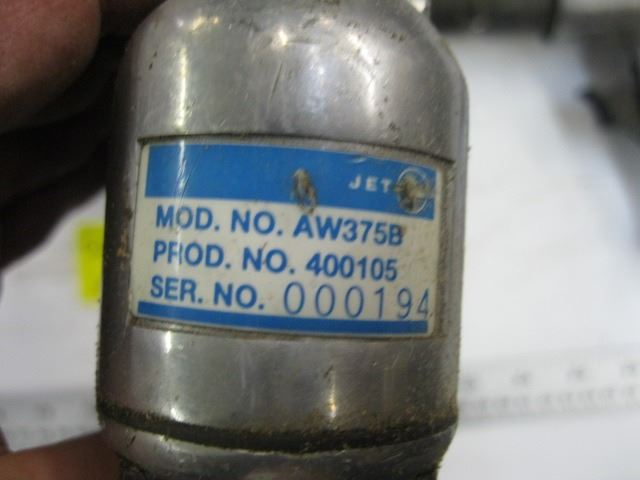 JET
MOD. NO. AW375B
PROD. NO. 400105
SER. NO. 000194